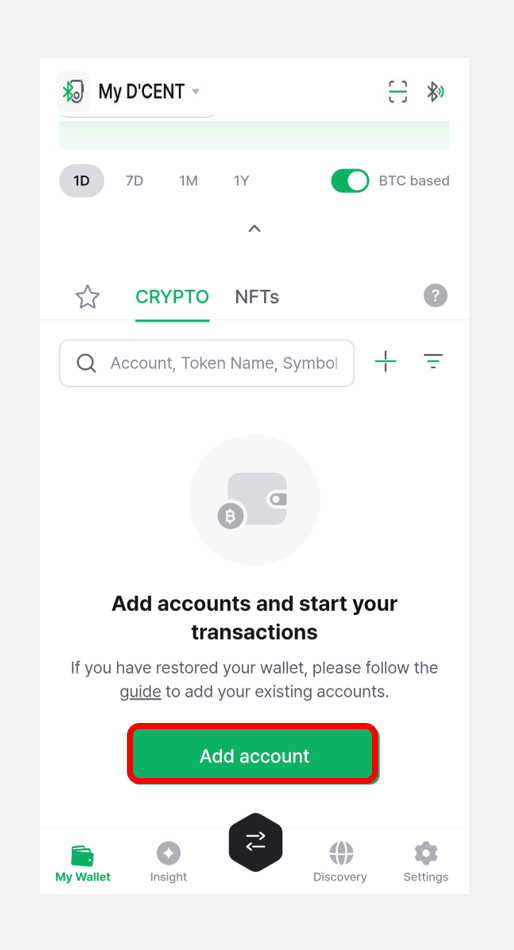 My D'CENT
1D 7D 1M 1Y BTC based
CRYPTO NFTs ?
Account, Token Name, Symbol
Add accounts and start your
transactions
If you have restored your wallet, please follow the
guide to add your existing accounts.
Add account
My Wallet Insight Discovery Settings